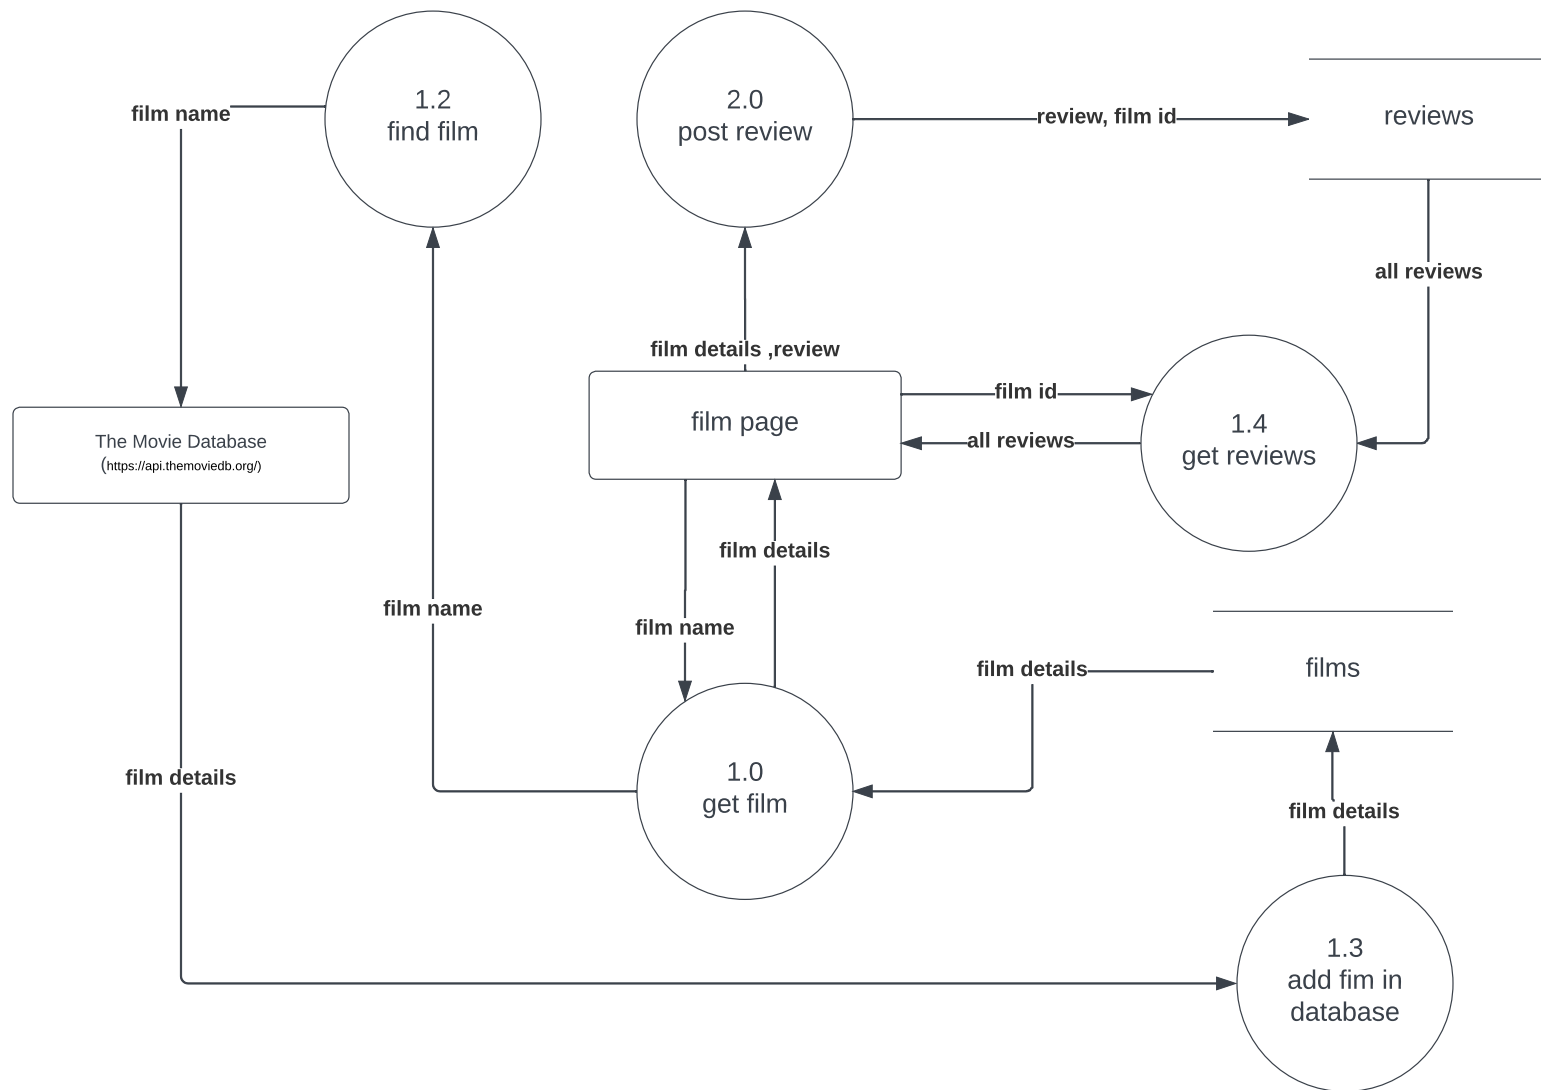 1.2
find film
2.0
post review
film name
review, film id
reviews
all reviews
film details ,review
film page
film id
all reviews
1.4
get reviews
The Movie Database
(https://api.themoviedb.org/)
film details
film name
film name
film details
films
1.0
get film
film details
film details
1.3
add fim in
database